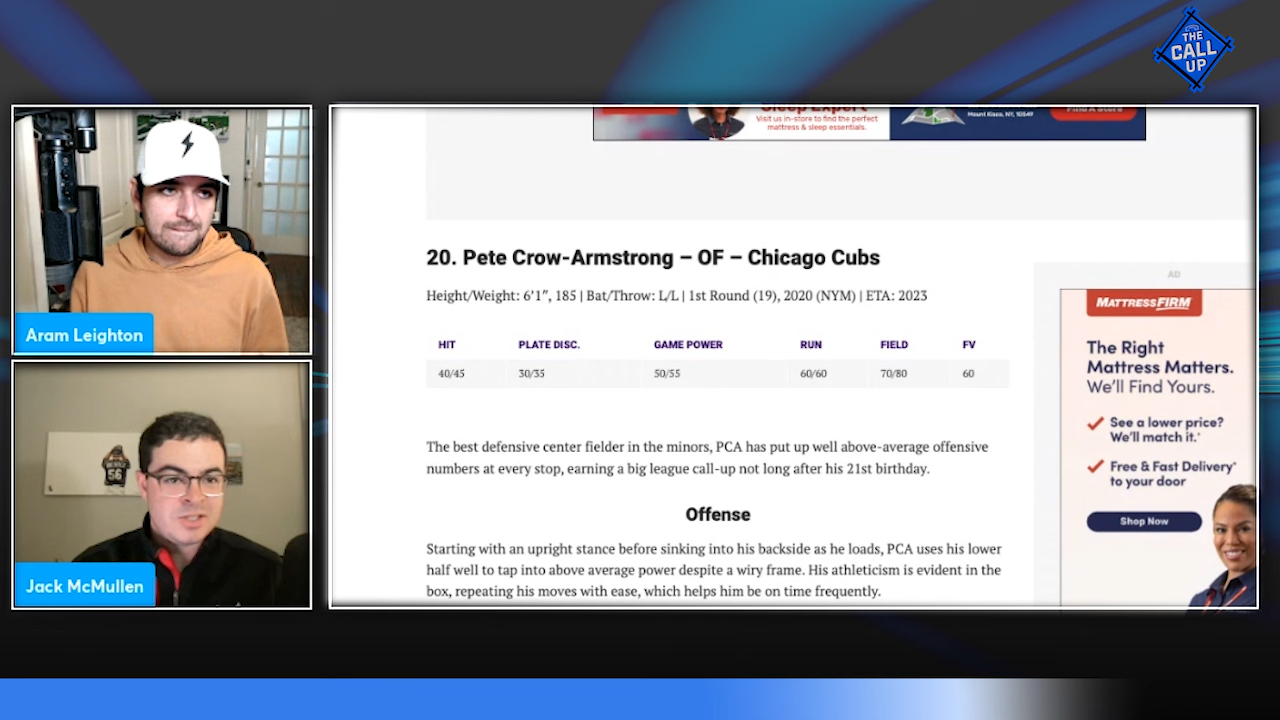 THE
CALL
UP
Sleep Expert
Visit us in-store to find the perfect
mattress & sleep essentials.
Mount Kisco, NY, 10549
Find A Store
20. Pete Crow-Armstrong – OF – Chicago Cubs
Height/Weight: 6’1″, 185 | Bat/Throw: L/L | 1st Round (19), 2020 (NYM) | ETA: 2023
HIT PLATE DISC. GAME POWER RUN FIELD FV
40/45 30/35 50/55 60/60 70/80 60
The best defensive center fielder in the minors, PCA has put up well above-average offensive
numbers at every stop, earning a big league call-up not long after his 21st birthday.
Offense
Starting with an upright stance before sinking into his backside as he loads, PCA uses his lower
half well to tap into above average power despite a wiry frame. His athleticism is evident in the
box, repeating his moves with ease, which helps him be on time frequently.
AD
MATTRESSFIRM
The Right
Mattress Matters.
We’ll Find Yours.
See a lower price?
We’ll match it.*
Free & Fast Delivery*
to your door
Shop Now
Aram Leighton
56
Jack McMullen